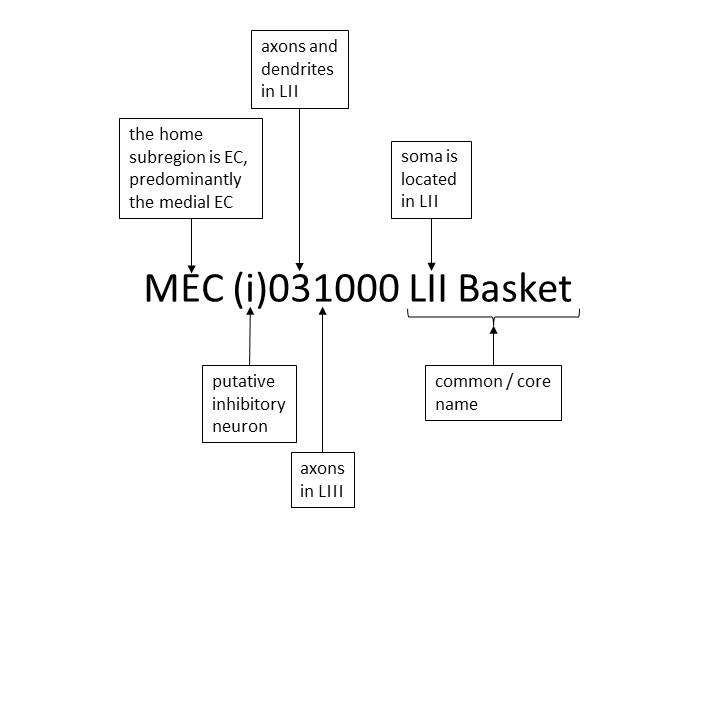 axons and
dendrites
in LII
the home
subregion is EC,
predominantly
the medial EC
soma is
located
in LII
MEC (i)031000 LII Basket
putative
inhibitory
neuron
common / core
name
axons
in LIII